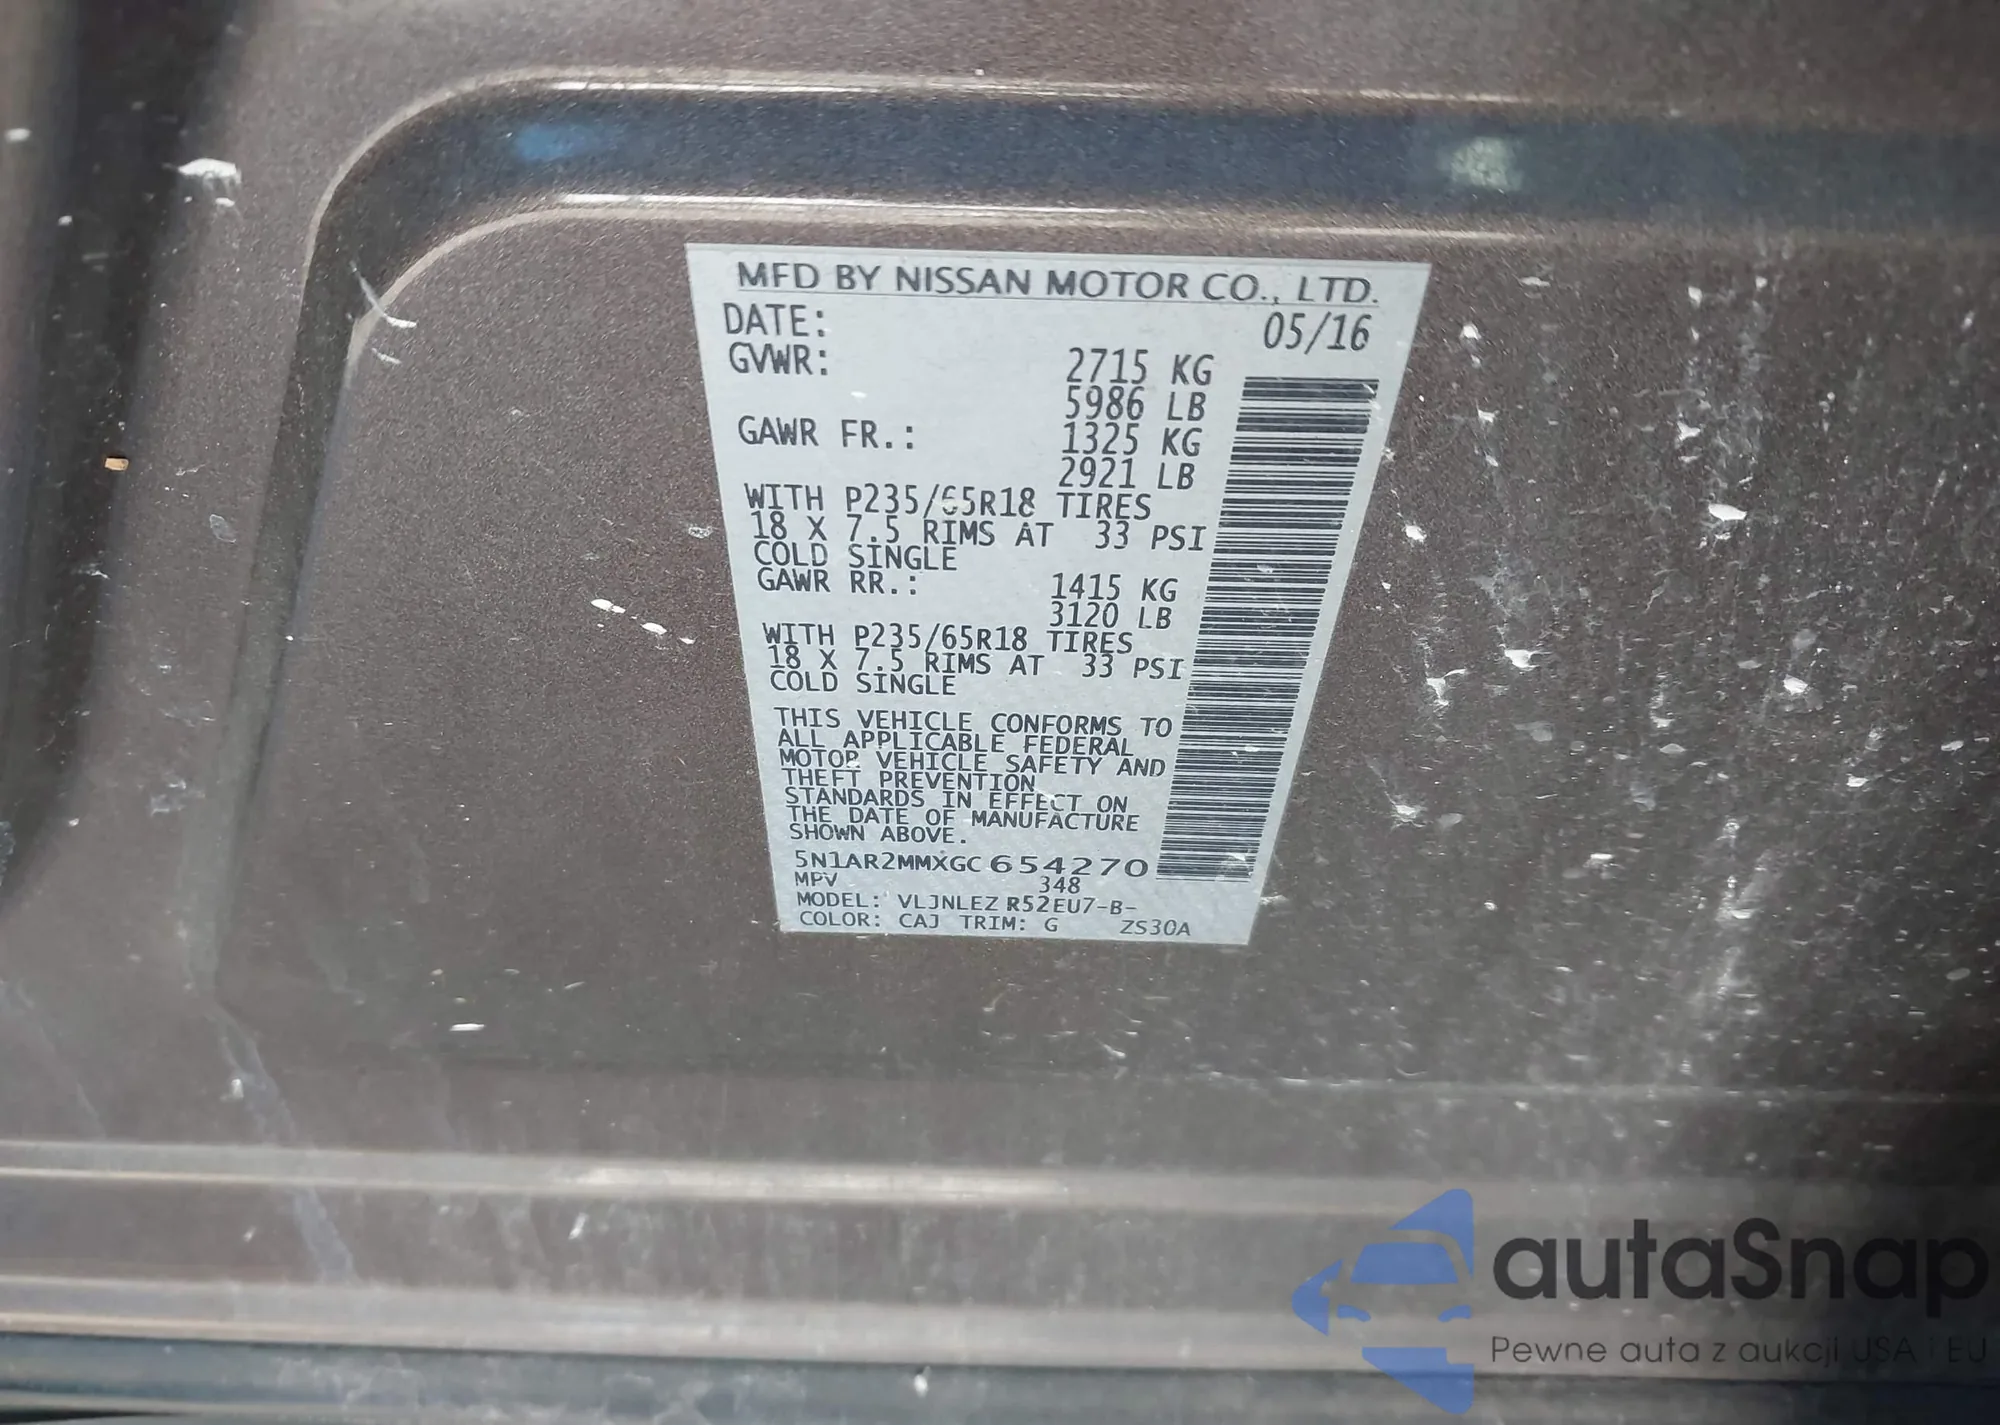 MFD BY NISSAN MOTOR CO., LTD.
DATE: 05/16
GVWR: 2715 KG
5986 LB
GAWR FR.: 1325 KG
2921 LB
WITH P235/65R18 TIRES
18 X 7.5 RIMS AT 33 PSI
COLD SINGLE
GAWR RR.: 1415 KG
3120 LB
WITH P235/65R18 TIRES
18 X 7.5 RIMS AT 33 PSI
COLD SINGLE
THIS VEHICLE CONFORMS TO
ALL APPLICABLE FEDERAL
MOTOR VEHICLE SAFETY AND
THEFT PREVENTION
STANDARDS IN EFFECT ON
THE DATE OF MANUFACTURE
SHOWN ABOVE.
5N1AR2MMXGC654270
MPV 348
MODEL: VLJNLEZ R52EU7-B-
COLOR: CAJ TRIM: G ZS30A
autaSnap
Pewne auta z aukcji USA i EU